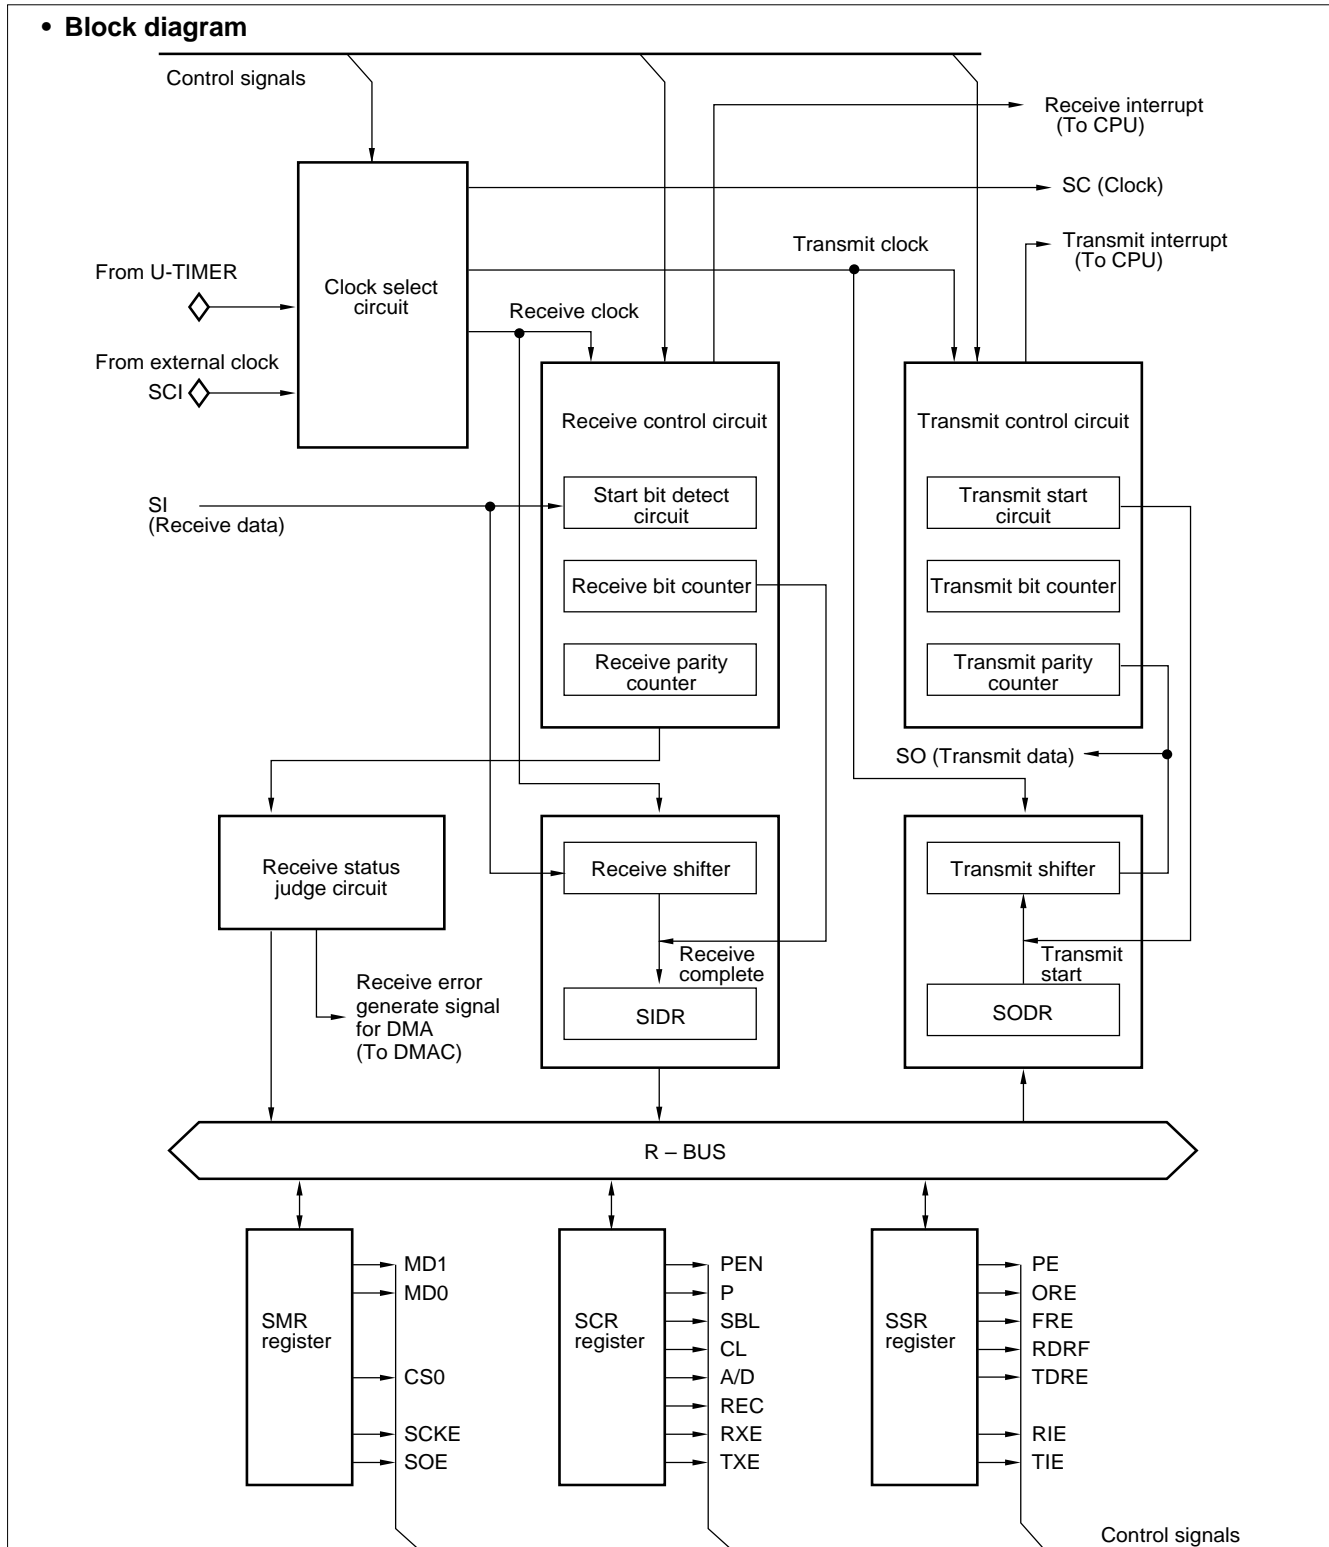 • Block diagram
Control signals
Receive interrupt
(To CPU)
SC (Clock)
Transmit clock
Transmit interrupt
(To CPU)
From U-TIMER
Clock select
circuit
Receive clock
From external clock
SCI
Receive control circuit
Transmit control circuit
SI
(Receive data)
Start bit detect
circuit
Transmit start
circuit
Receive bit counter
Transmit bit counter
Receive parity
counter
Transmit parity
counter
SO (Transmit data)
Receive status
judge circuit
Receive shifter
Transmit shifter
Receive
complete
Transmit
start
Receive error
generate signal
for DMA
(To DMAC)
SIDR
SODR
R – BUS
SMR
register
MD1
MD0
CS0
SCKE
SOE
SCR
register
PEN
P
SBL
CL
A/D
REC
RXE
TXE
SSR
register
PE
ORE
FRE
RDRF
TDRE
RIE
TIE
Control signals